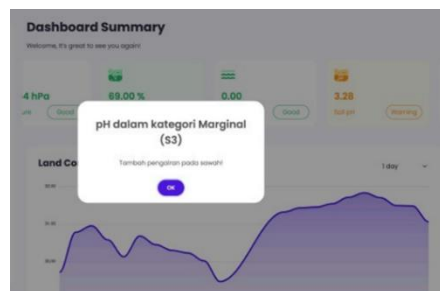 Dashboard Summary
Welcome, it's great to see you again!
4 hPa
69.00 %
0.00
3.28
Good
Good
Soil pH
Warning
pH dalam kategori Marginal
(S3)
Tambah pengairan pada sawah!
OK
Land Co
1 day